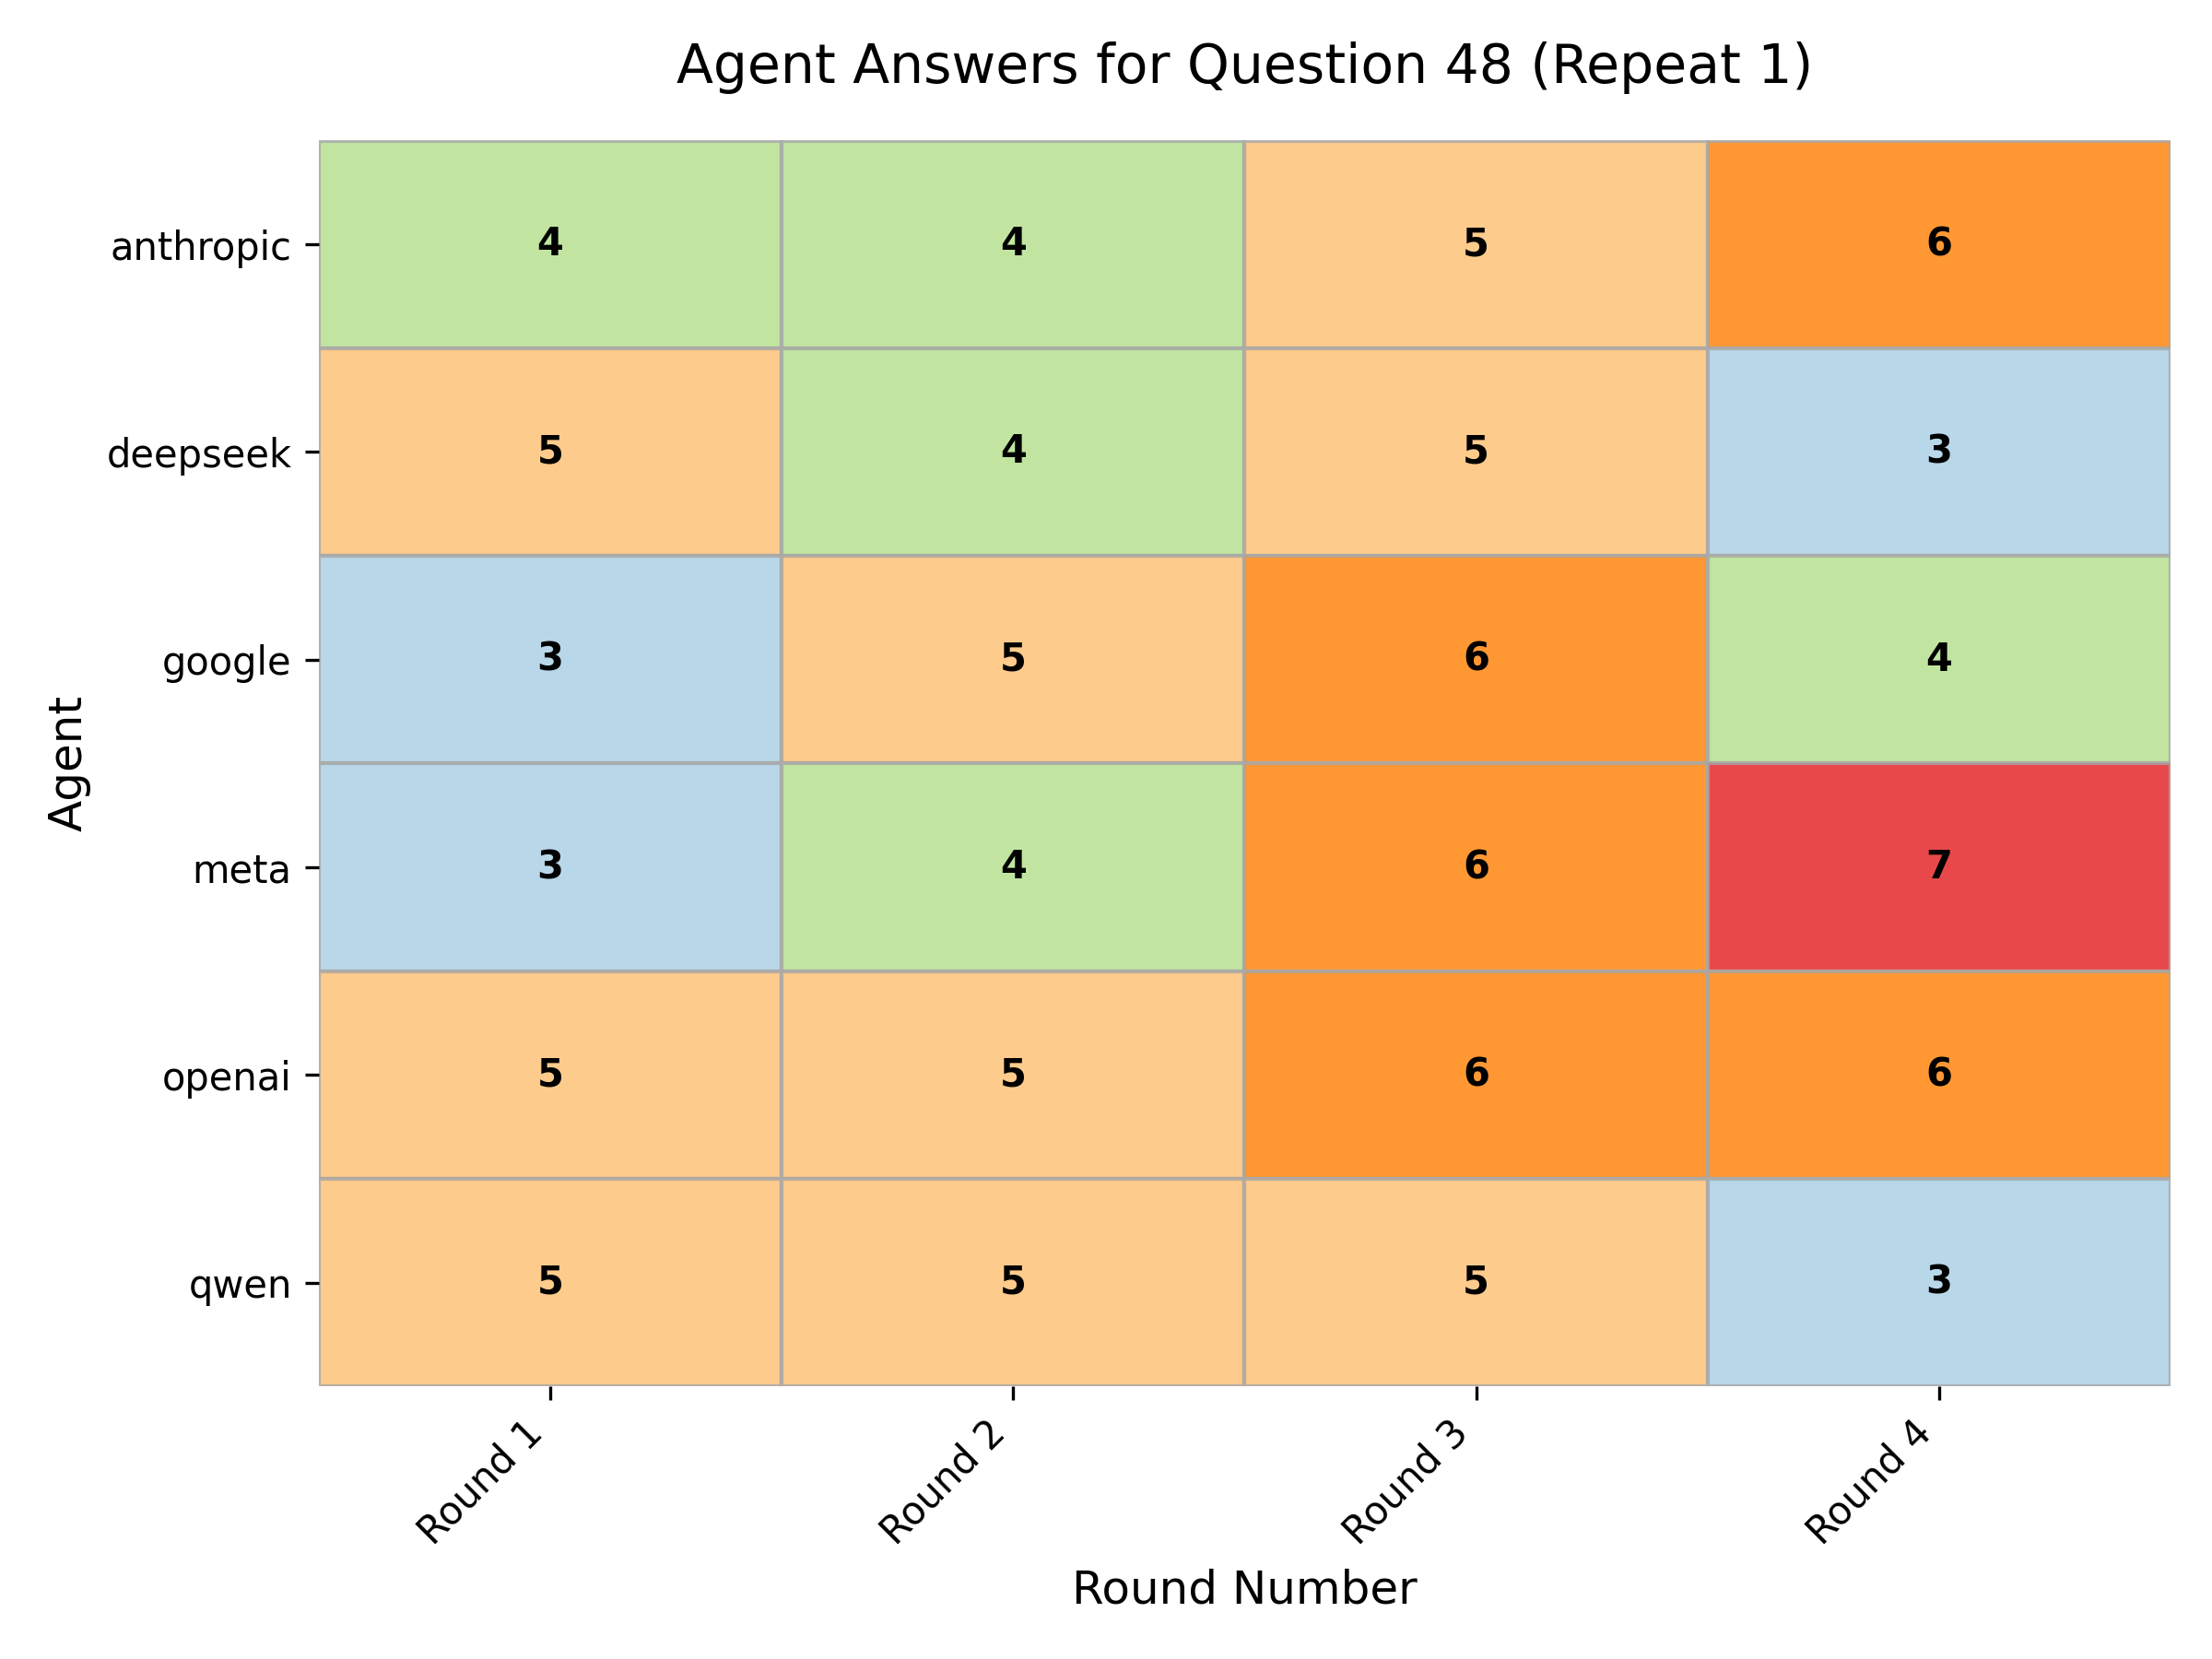 Agent Answers for Question 48 (Repeat 1)
Agent
anthropic 4 4 5 6
deepseek 5 4 5 3
google 3 5 6 4
meta 3 4 6 7
openai 5 5 6 6
qwen 5 5 5 3
Round 1 Round 2 Round 3 Round 4
Round Number